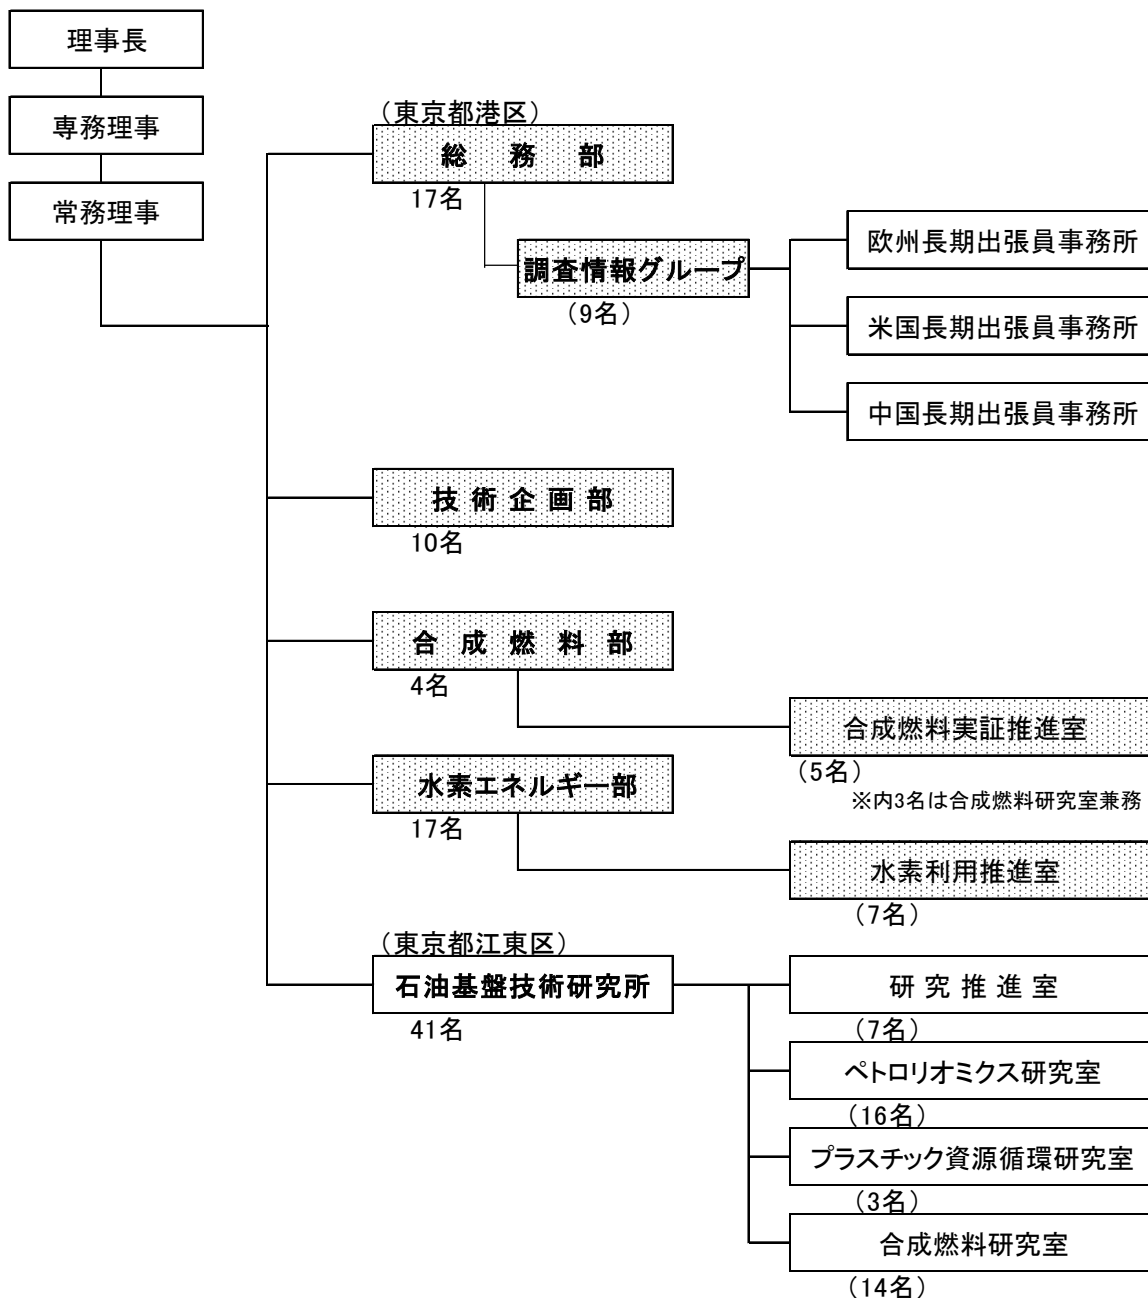 理事長
専務理事
常務理事
（東京都港区）
総務部
17名
調査情報グループ
（9名）
欧州長期出張員事務所
米国長期出張員事務所
中国長期出張員事務所
技術企画部
10名
合成燃料部
4名
合成燃料実証推進室
（5名）
※内3名は合成燃料研究室兼務
水素エネルギー部
17名
水素利用推進室
（7名）
（東京都江東区）
石油基盤技術研究所
41名
研究推進室
（7名）
ペトロリオミクス研究室
（16名）
プラスチック資源循環研究室
（3名）
合成燃料研究室
（14名）